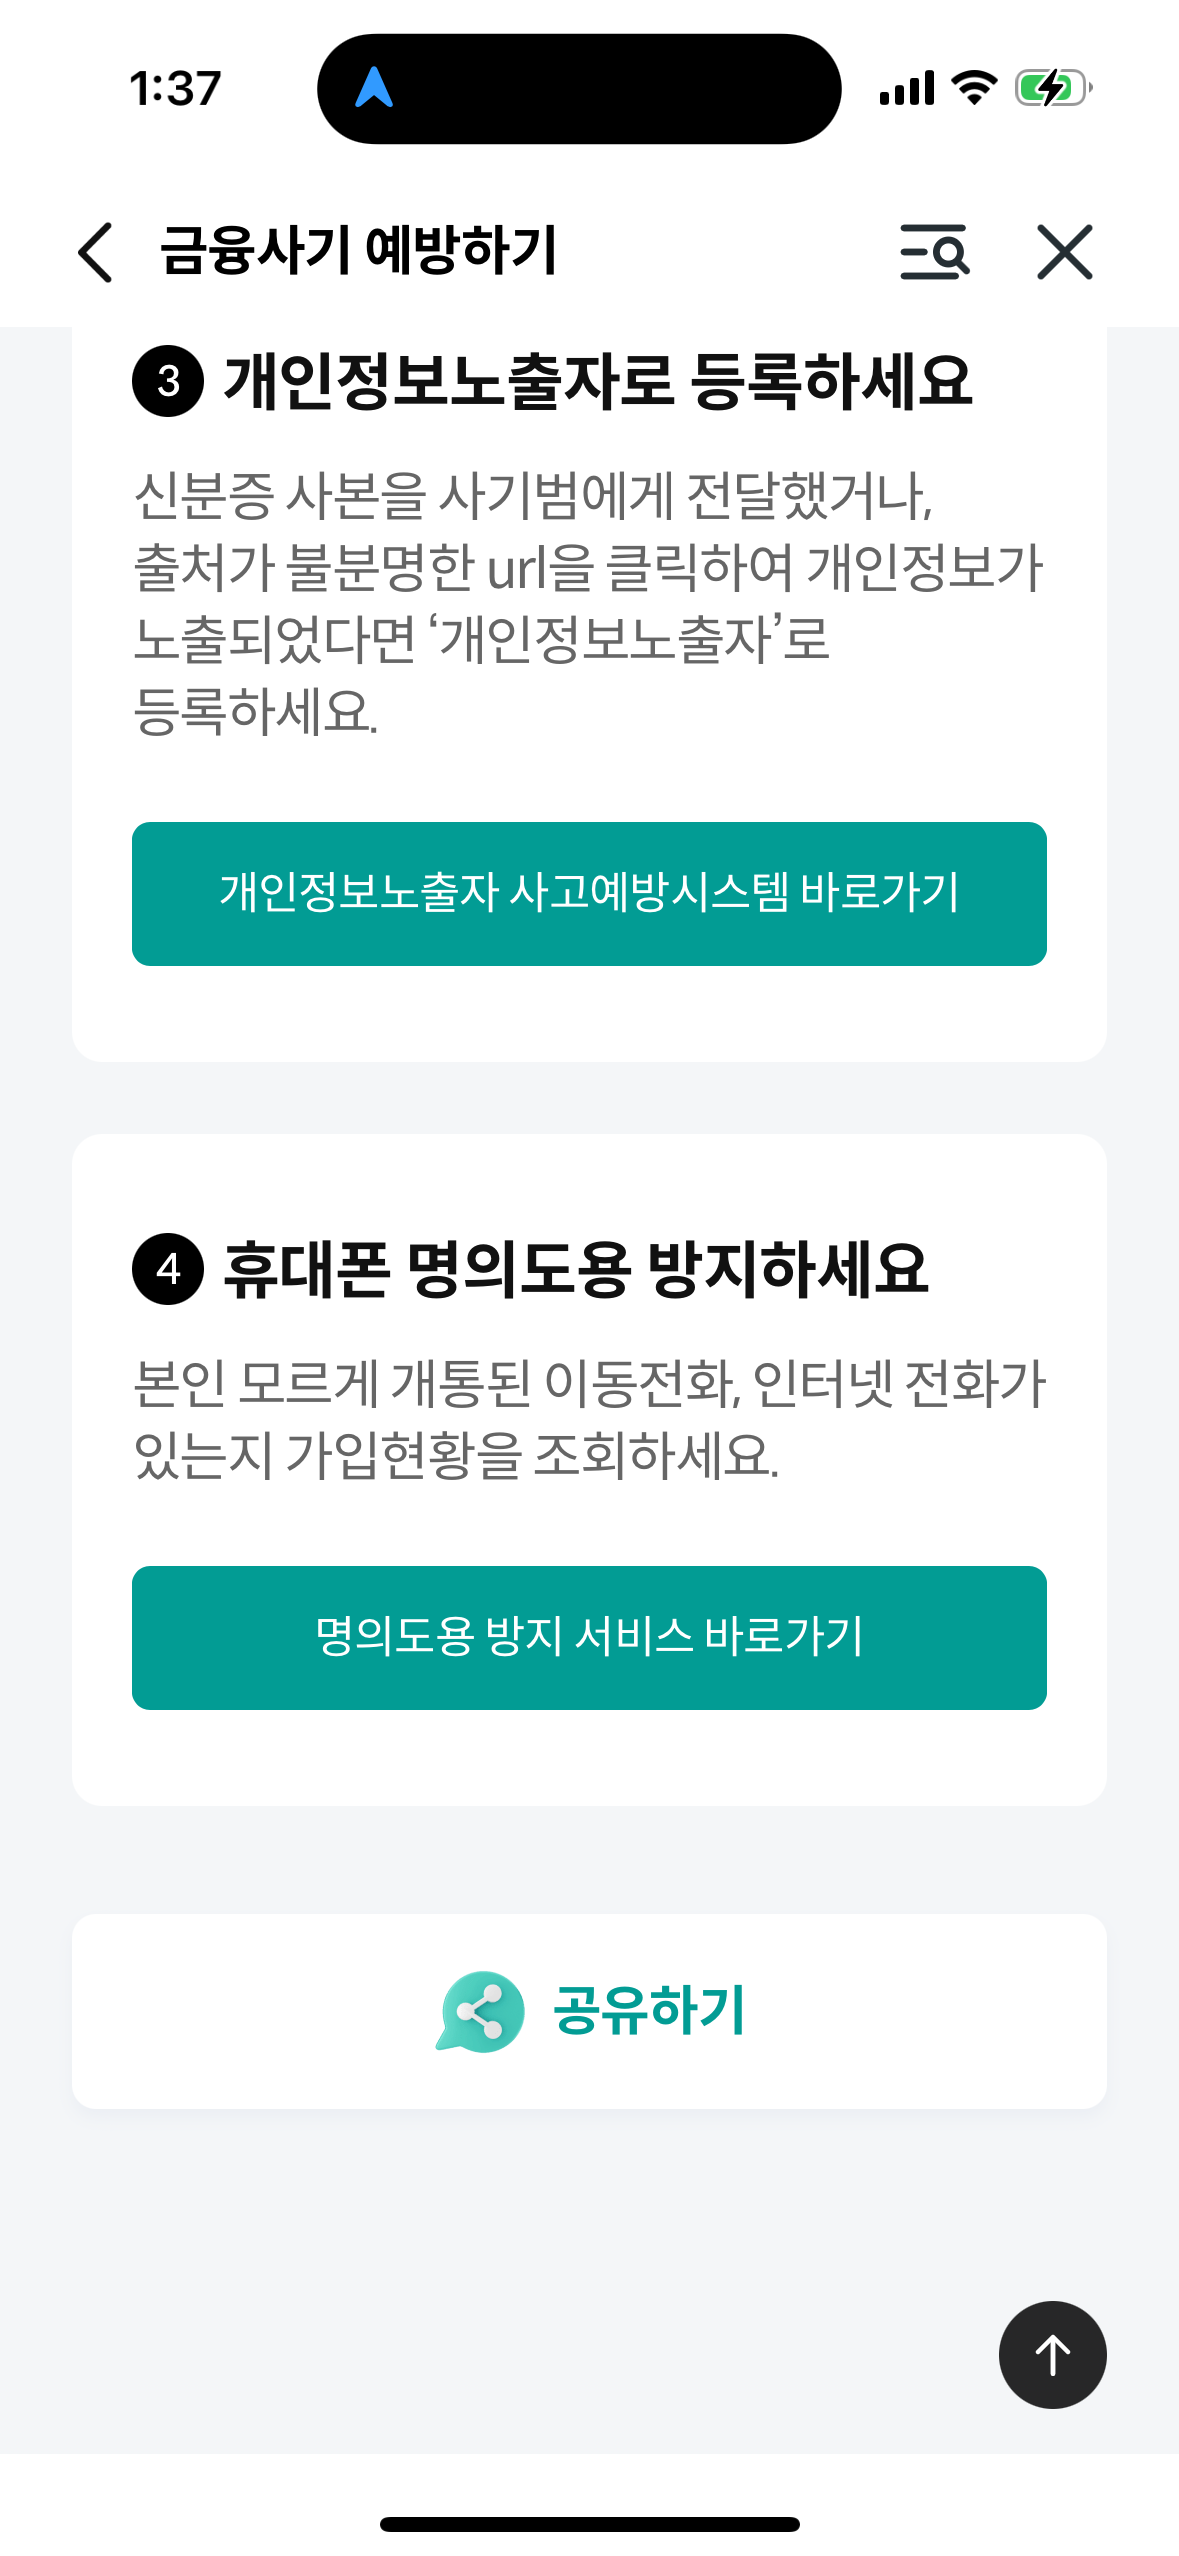 1:37
금융사기 예방하기
3 개인정보노출자로 등록하세요
신분증 사본을 사기범에게 전달했거나,
출처가 불분명한 url을 클릭하여 개인정보가
노출되었다면 ‘개인정보노출자’로
등록하세요.
개인정보노출자 사고예방시스템 바로가기
4 휴대폰 명의도용 방지하세요
본인 모르게 개통된 이동전화, 인터넷 전화가
있는지 가입현황을 조회하세요.
명의도용 방지 서비스 바로가기
공유하기